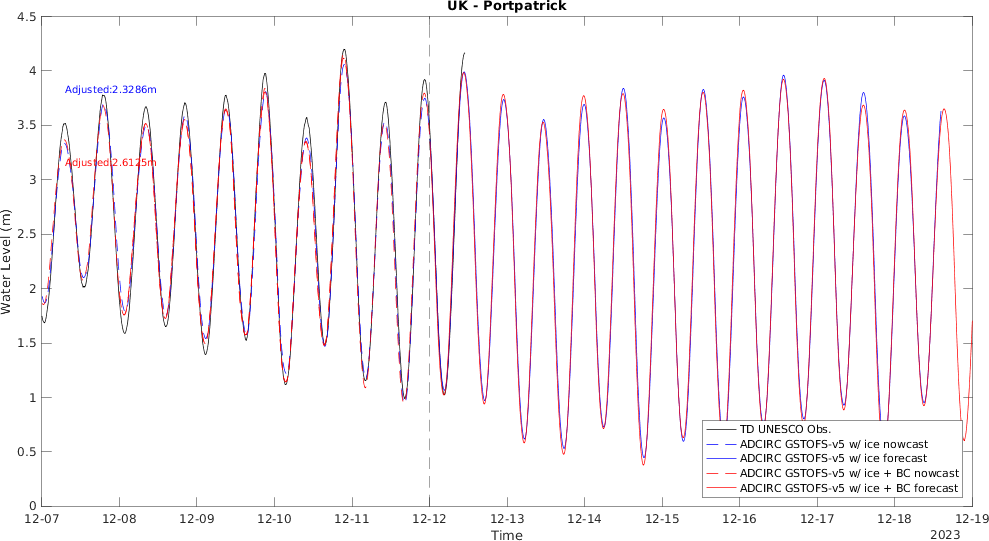 UK - Portpatrick
4.5
4
3.5
3
2.5
2
1.5
1
0.5
0
Water Level (m)
Adjusted:2.3286m
Adjusted:2.6125m
TD UNESCO Obs.
ADCIRC GSTOFS-v5 w/ ice nowcast
ADCIRC GSTOFS-v5 w/ ice forecast
ADCIRC GSTOFS-v5 w/ ice + BC nowcast
ADCIRC GSTOFS-v5 w/ ice + BC forecast
12-07 12-08 12-09 12-10 12-11 12-12 12-13 12-14 12-15 12-16 12-17 12-18 12-19
Time
2023